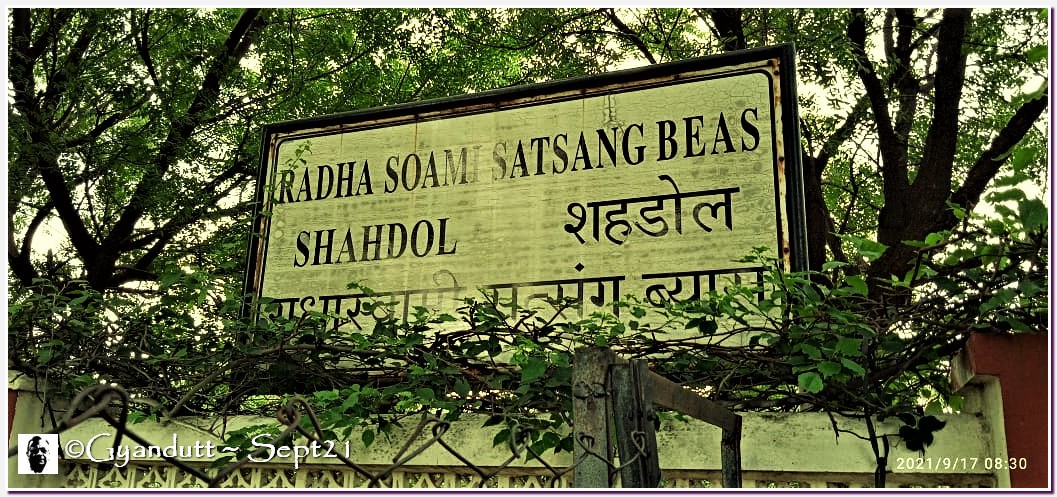 RADHA SOAMI SATSANG BEAS
SHAHDOL शहडोल
राधास्वामी सत्संग ब्यास
©Gyandutt ~ Sept21
2021/9/17 08:30